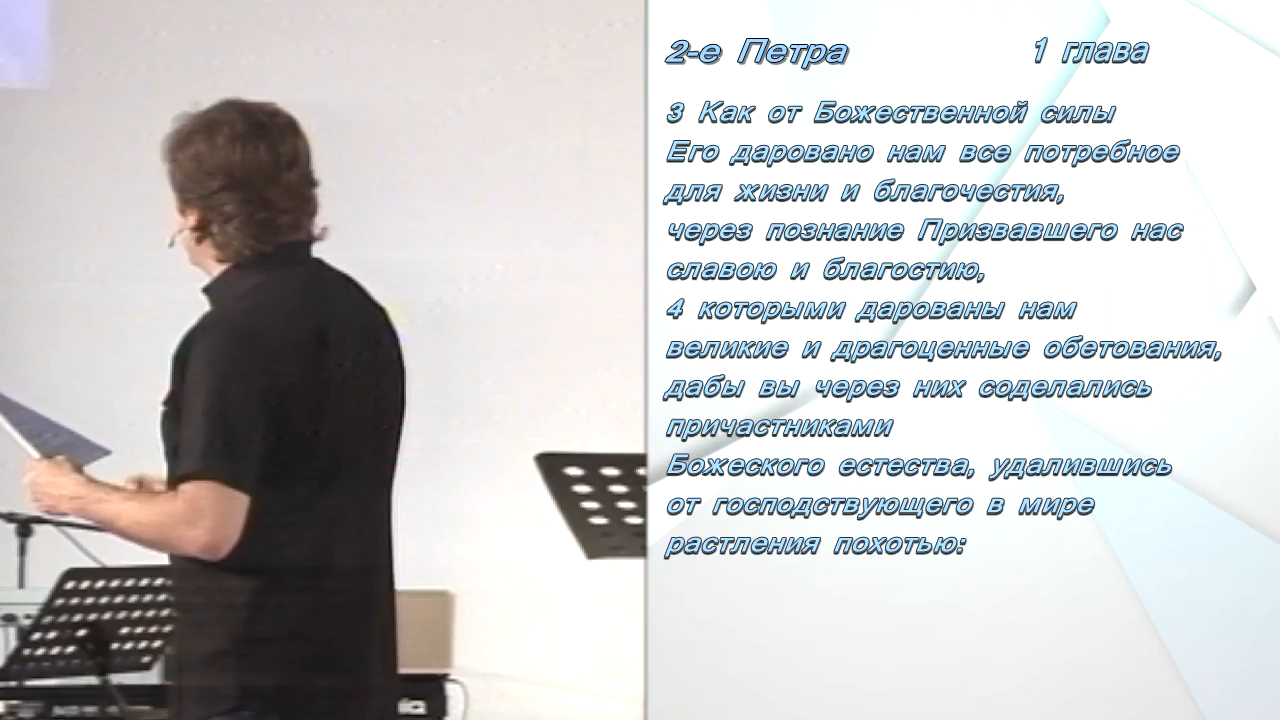 2-е Петра 1 глава
3 Как от Божественной силы
Его даровано нам все потребное
для жизни и благочестия,
через познание Призвавшего нас
славою и благостию,
4 которыми дарованы нам
великие и драгоценные обетования,
дабы вы через них соделались
причастниками
Божеского естества, удалившись
от господствующего в мире
растления похотью: